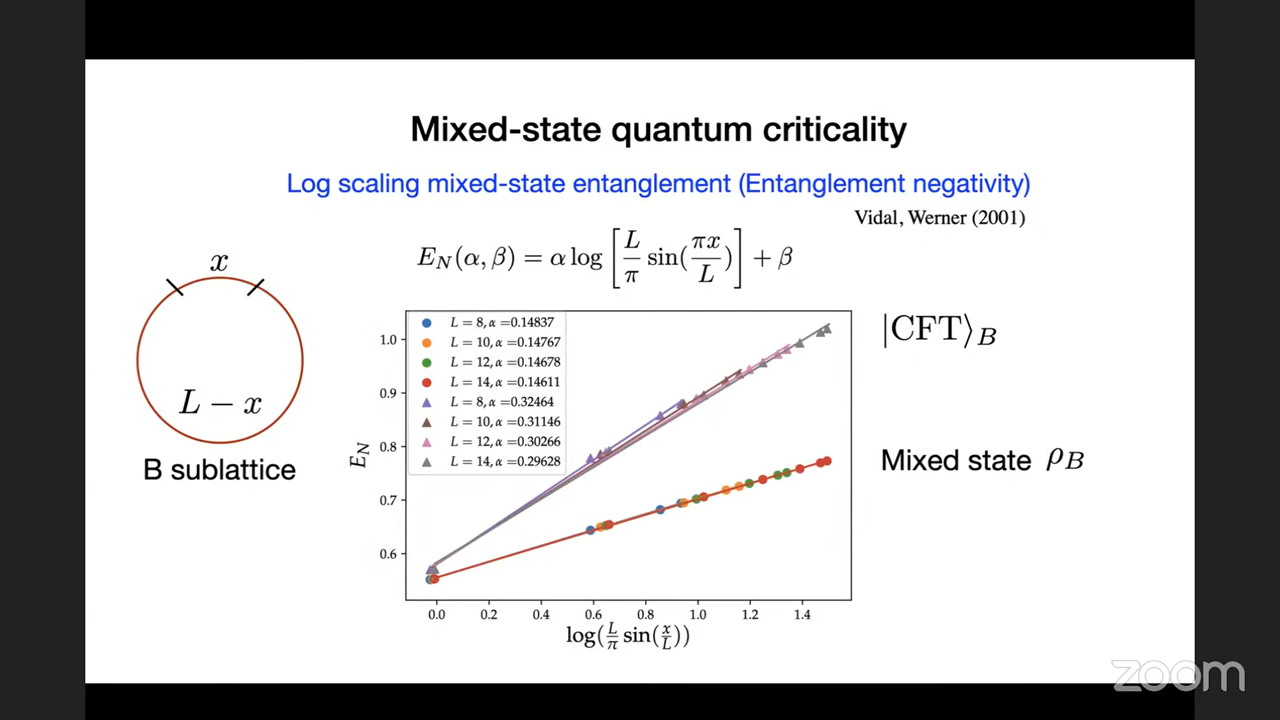 Mixed-state quantum criticality
Log scaling mixed-state entanglement (Entanglement negativity)
Vidal, Werner (2001)
E_N(α, β) = α log [ L/π sin(πx/L) ] + β
x
L − x
B sublattice
L = 8, α =0.14837
L = 10, α =0.14767
L = 12, α =0.14678
L = 14, α =0.14611
L = 8, α =0.32464
L = 10, α =0.31146
L = 12, α =0.30266
L = 14, α =0.29628
E_N
1.0
0.9
0.8
0.7
0.6
0.0 0.2 0.4 0.6 0.8 1.0 1.2 1.4
log(L/π sin(x/L))
|CFT⟩_B
Mixed state ρ_B
zoom